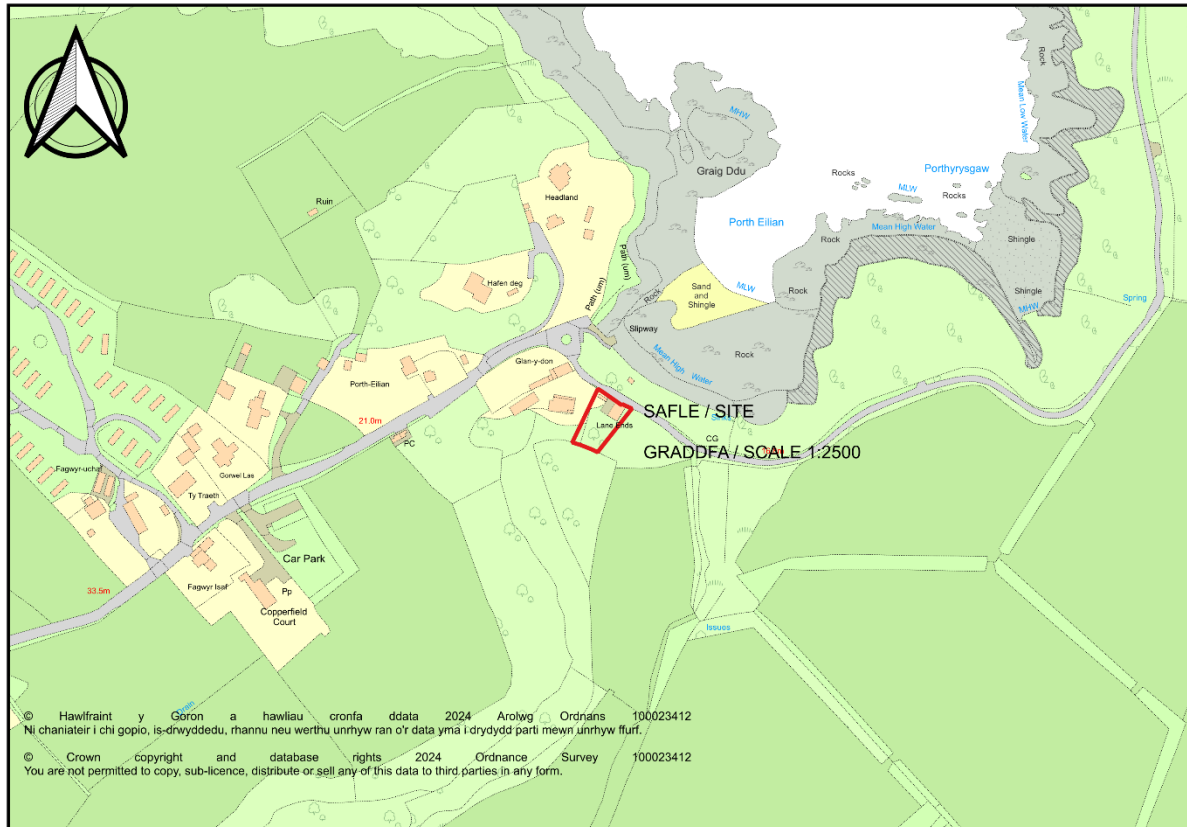 Rock
MHW
Mean Low Water
Graig Ddu
Rocks
Porthyrysgaw
MLW
Rocks
Ruin
Headland
Porth Eilian
Mean High Water
Rock
Shingle
Path (um)
Hafen deg
Sand
and
Shingle
MLW
Rock
Rock
Shingle
MHW
Spring
Path (um)
Slipway
Mean High Water
Rock
Glan-y-don
Porth-Eilian
21.0m
SAFLE / SITE
Lane Ends
CG
GRADDFA / SCALE 1:2500
PC
Fagwyr-uchaf
Gorwel Las
Ty Traeth
Car Park
33.5m
Fagwyr Isaf
Pp
Copperfield
Court
Issues
Drain
© Hawlfraint y Goron a hawliau cronfa ddata 2024 Arolwg Ordnans 100023412
Ni chaniateir i chi gopio, is-drwyddedu, rhannu neu werthu unrhyw ran o'r data yma i drydydd parti mewn unrhyw ffurf.
© Crown copyright and database rights 2024 Ordnance Survey 100023412
You are not permitted to copy, sub-licence, distribute or sell any of this data to third parties in any form.